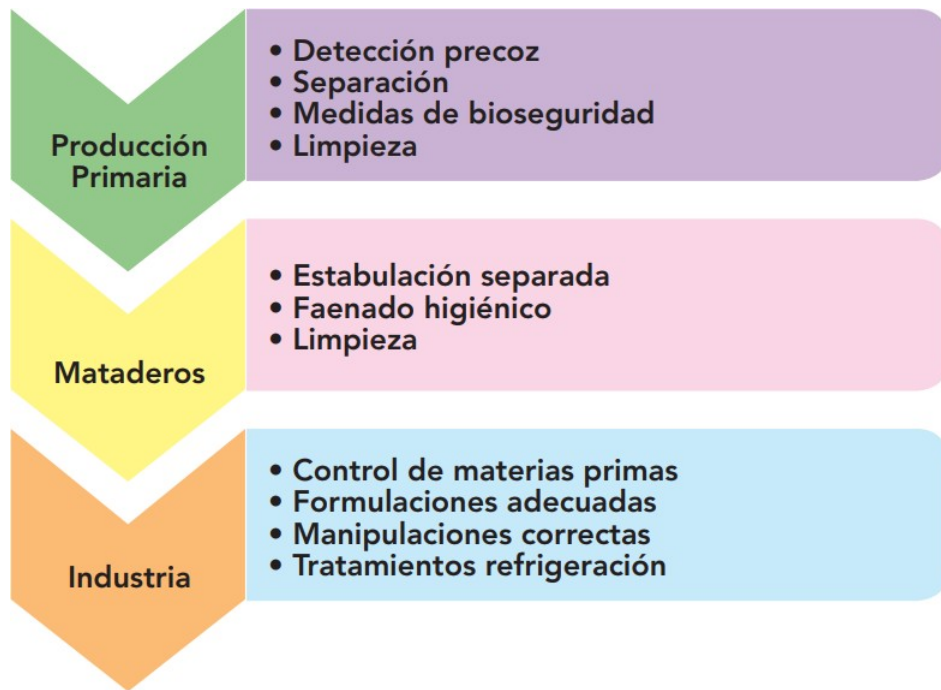 Producción
Primaria
• Detección precoz
• Separación
• Medidas de bioseguridad
• Limpieza
Mataderos
• Estabulación separada
• Faenado higiénico
• Limpieza
Industria
• Control de materias primas
• Formulaciones adecuadas
• Manipulaciones correctas
• Tratamientos refrigeración